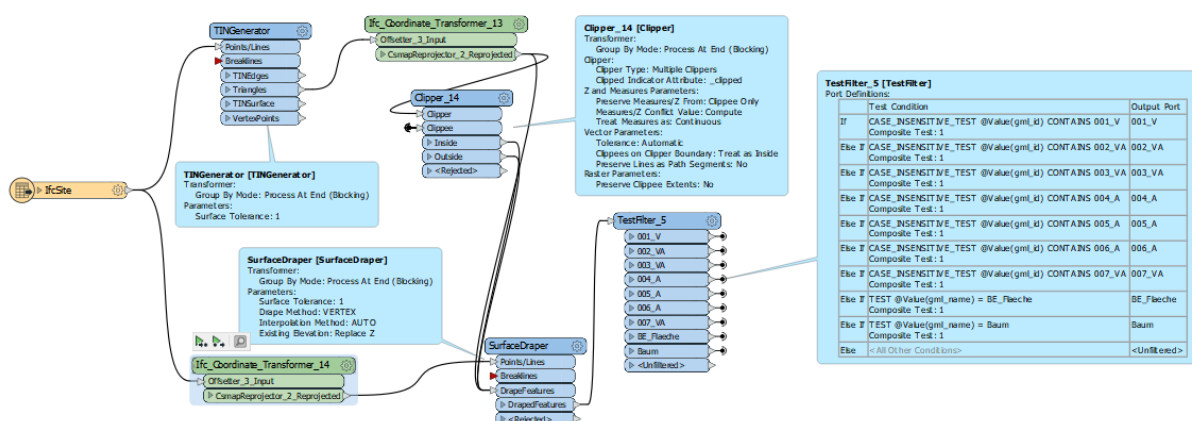 TINGenerator
Points/Lines
Breaklines
TINEdges
Triangles
TINSurface
VertexPoints
Ifc_Coordinate_Transformer_13
Offsetter_3_Input
CsmapReprojector_2_Reprojected
Clipper_14
Clipper
Clippee
Inside
Outside
<Rejected>
Clipper_14 [Clipper]
Transformer:
Group By Mode: Process At End (Blocking)
Clipper:
Clipper Type: Multiple Clippers
Clipped Indicator Attribute: _clipped
Z and Measures Parameters:
Preserve Measures/Z From: Clippee Only
Measures/Z Conflict Value: Compute
Treat Measures as: Continuous
Vector Parameters:
Tolerance: Automatic
Clippees on Clipper Boundary: Treat as Inside
Preserve Lines as Path Segments: No
Raster Parameters:
Preserve Clippee Extents: No
TestFilter_5 [TestFilter]
Port Definitions:
Test Condition Output Port
If CASE_INSENSITIVE_TEST @Value(gml_id) CONTAINS 001_V 001_V
Composite Test: 1
Else If CASE_INSENSITIVE_TEST @Value(gml_id) CONTAINS 002_VA 002_VA
Composite Test: 1
Else If CASE_INSENSITIVE_TEST @Value(gml_id) CONTAINS 003_VA 003_VA
Composite Test: 1
Else If CASE_INSENSITIVE_TEST @Value(gml_id) CONTAINS 004_A 004_A
Composite Test: 1
Else If CASE_INSENSITIVE_TEST @Value(gml_id) CONTAINS 005_A 005_A
Composite Test: 1
Else If CASE_INSENSITIVE_TEST @Value(gml_id) CONTAINS 006_A 006_A
Composite Test: 1
Else If CASE_INSENSITIVE_TEST @Value(gml_id) CONTAINS 007_VA 007_VA
Composite Test: 1
Else If TEST @Value(gml_name) = BE_Flaeche BE_Flaeche
Composite Test: 1
Else If TEST @Value(gml_name) = Baum Baum
Composite Test: 1
Else <All Other Conditions> <Unfiltered>
IfcSite
TINGenerator [TINGenerator]
Transformer:
Group By Mode: Process At End (Blocking)
Parameters:
Surface Tolerance: 1
SurfaceDraper [SurfaceDraper]
Transformer:
Group By Mode: Process At End (Blocking)
Parameters:
Surface Tolerance: 1
Drape Method: VERTEX
Interpolation Method: AUTO
Existing Elevation: Replace Z
TestFilter_5
001_V
002_VA
003_VA
004_A
005_A
006_A
007_VA
BE_Flaeche
Baum
<Unfiltered>
Ifc_Coordinate_Transformer_14
Offsetter_3_Input
CsmapReprojector_2_Reprojected
SurfaceDraper
Points/Lines
Breaklines
DrapeFeatures
DrapedFeatures
<Rejected>